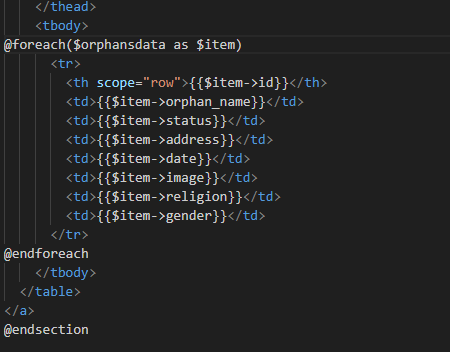 </thead>
<tbody>
@foreach($orphansdata as $item)
<tr>
<th scope="row">{{$item->id}}</th>
<td>{{$item->orphan_name}}</td>
<td>{{$item->status}}</td>
<td>{{$item->address}}</td>
<td>{{$item->date}}</td>
<td>{{$item->image}}</td>
<td>{{$item->religion}}</td>
<td>{{$item->gender}}</td>
</tr>
@endforeach
</tbody>
</table>
</a>
@endsection